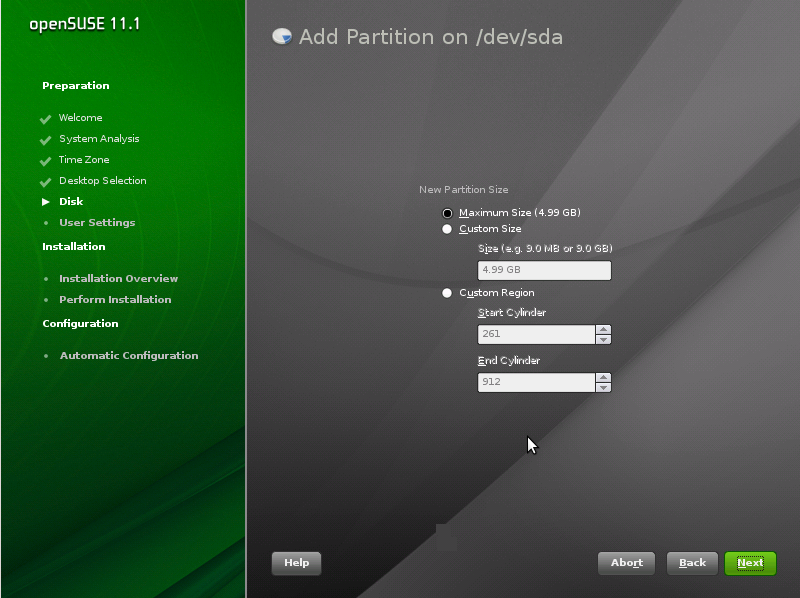 openSUSE 11.1
Preparation
Welcome
System Analysis
Time Zone
Desktop Selection
Disk
User Settings
Installation
Installation Overview
Perform Installation
Configuration
Automatic Configuration
Add Partition on /dev/sda
New Partition Size
Maximum Size (4.99 GB)
Custom Size
Size (e.g. 9.0 MB or 9.0 GB)
4.99 GB
Custom Region
Start Cylinder
261
End Cylinder
912
Help
Abort
Back
Next